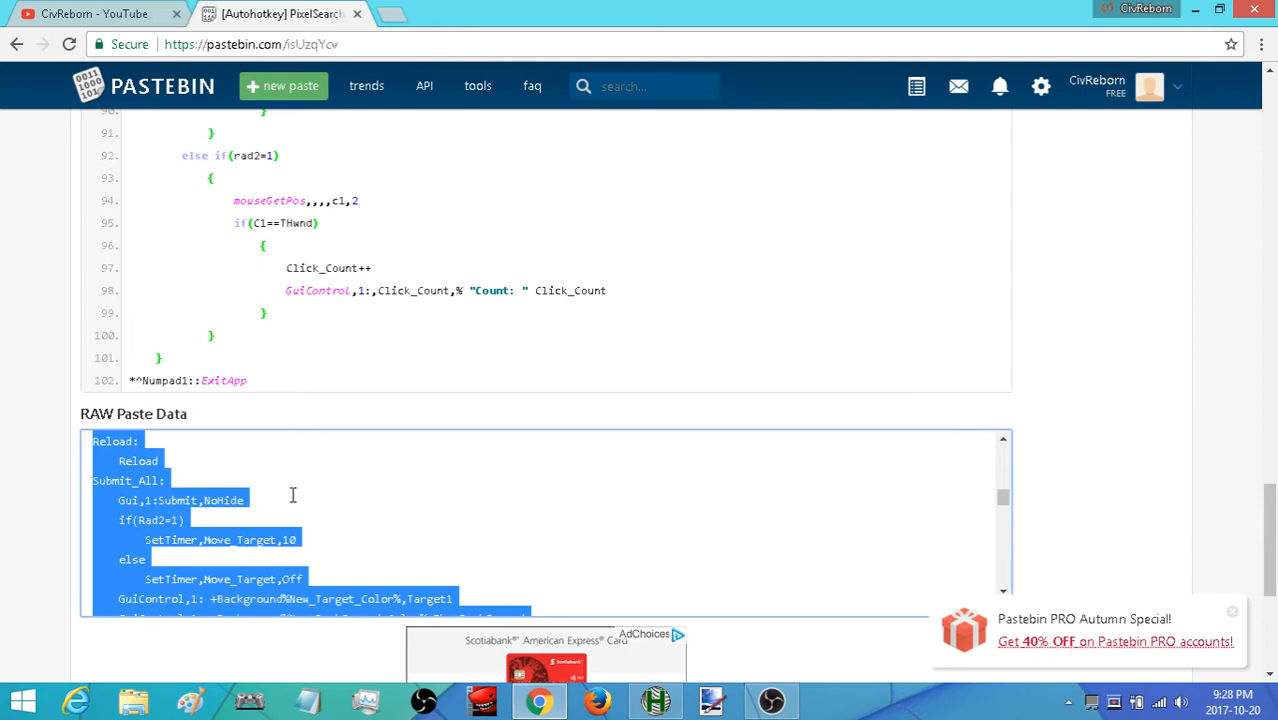 CivReborn - YouTube
[Autohotkey] PixelSearch
CivReborn
Secure
https://pastebin.com/isUzqYcv
0011
1000
101
PASTEBIN
new paste
trends
API
tools
faq
search...
CivReborn
FREE
90. }
91. }
92. else if(rad2=1)
93. {
94. mouseGetPos,,,,c1,2
95. if(C1==THwnd)
96. {
97. Click_Count++
98. GuiControl,1:,Click_Count,% "Count: " Click_Count
99. }
100. }
101. }
102. *^Numpad1::ExitApp
RAW Paste Data
Reload:
Reload
Submit_All:
Gui,1:Submit,NoHide
if(Rad2=1)
SetTimer,Move_Target,10
else
SetTimer,Move_Target,Off
GuiControl,1: +Background%New_Target_Color%,Target1
Pastebin PRO Autumn Special!
Get 40% OFF on Pastebin PRO accounts!
Scotiabank® American Express® Card
AdChoices
9:28 PM
2017-10-20